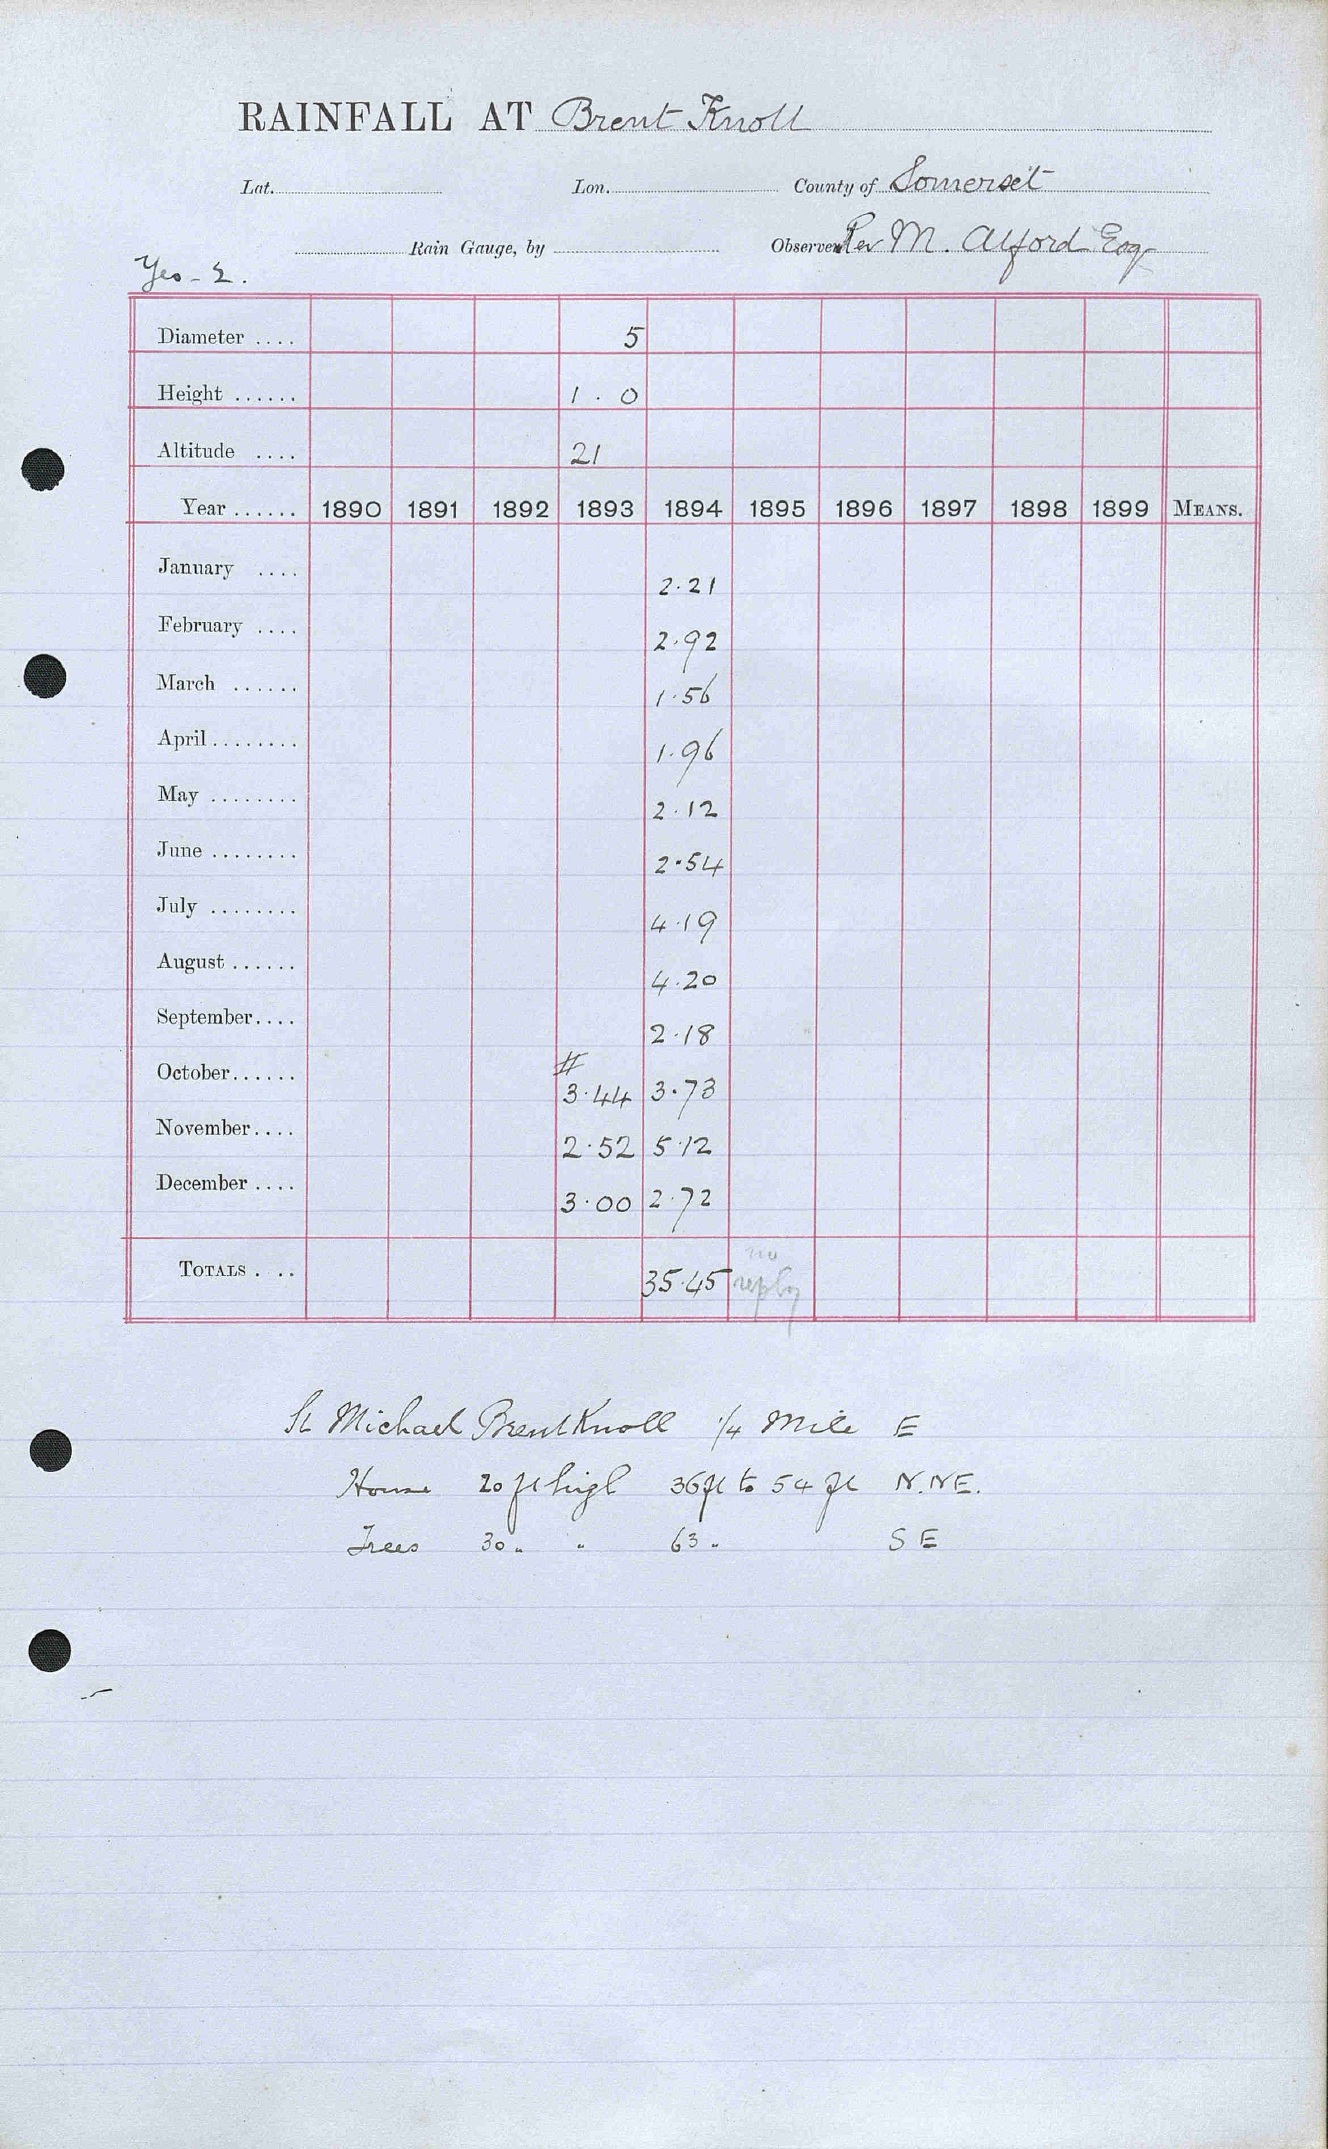 RAINFALL AT Brent Knoll
Lat. Lon. County of Somerset
Rain Gauge, by Observer M. Alford Esq
Yeo - 2.
Diameter .... 5
Height ...... 1 . 0
Altitude .... 21
Year ...... 1890 1891 1892 1893 1894 1895 1896 1897 1898 1899 MEANS.
January .... 2.21
February .... 2.92
March ...... 1.56
April ........ 1.96
May ........ 2.12
June ........ 2.54
July ........ 4.19
August ...... 4.20
September.... 2.18
#
October...... 3.44 3.73
November.... 2.52 5.12
December .... 3.00 2.72
no
TOTALS . .. 35.45 reply
St Michael Brent Knoll 1/4 Mile E
House 20 ft high 36ft to 54 ft N.NE.
Trees 30 " " 63 " S E